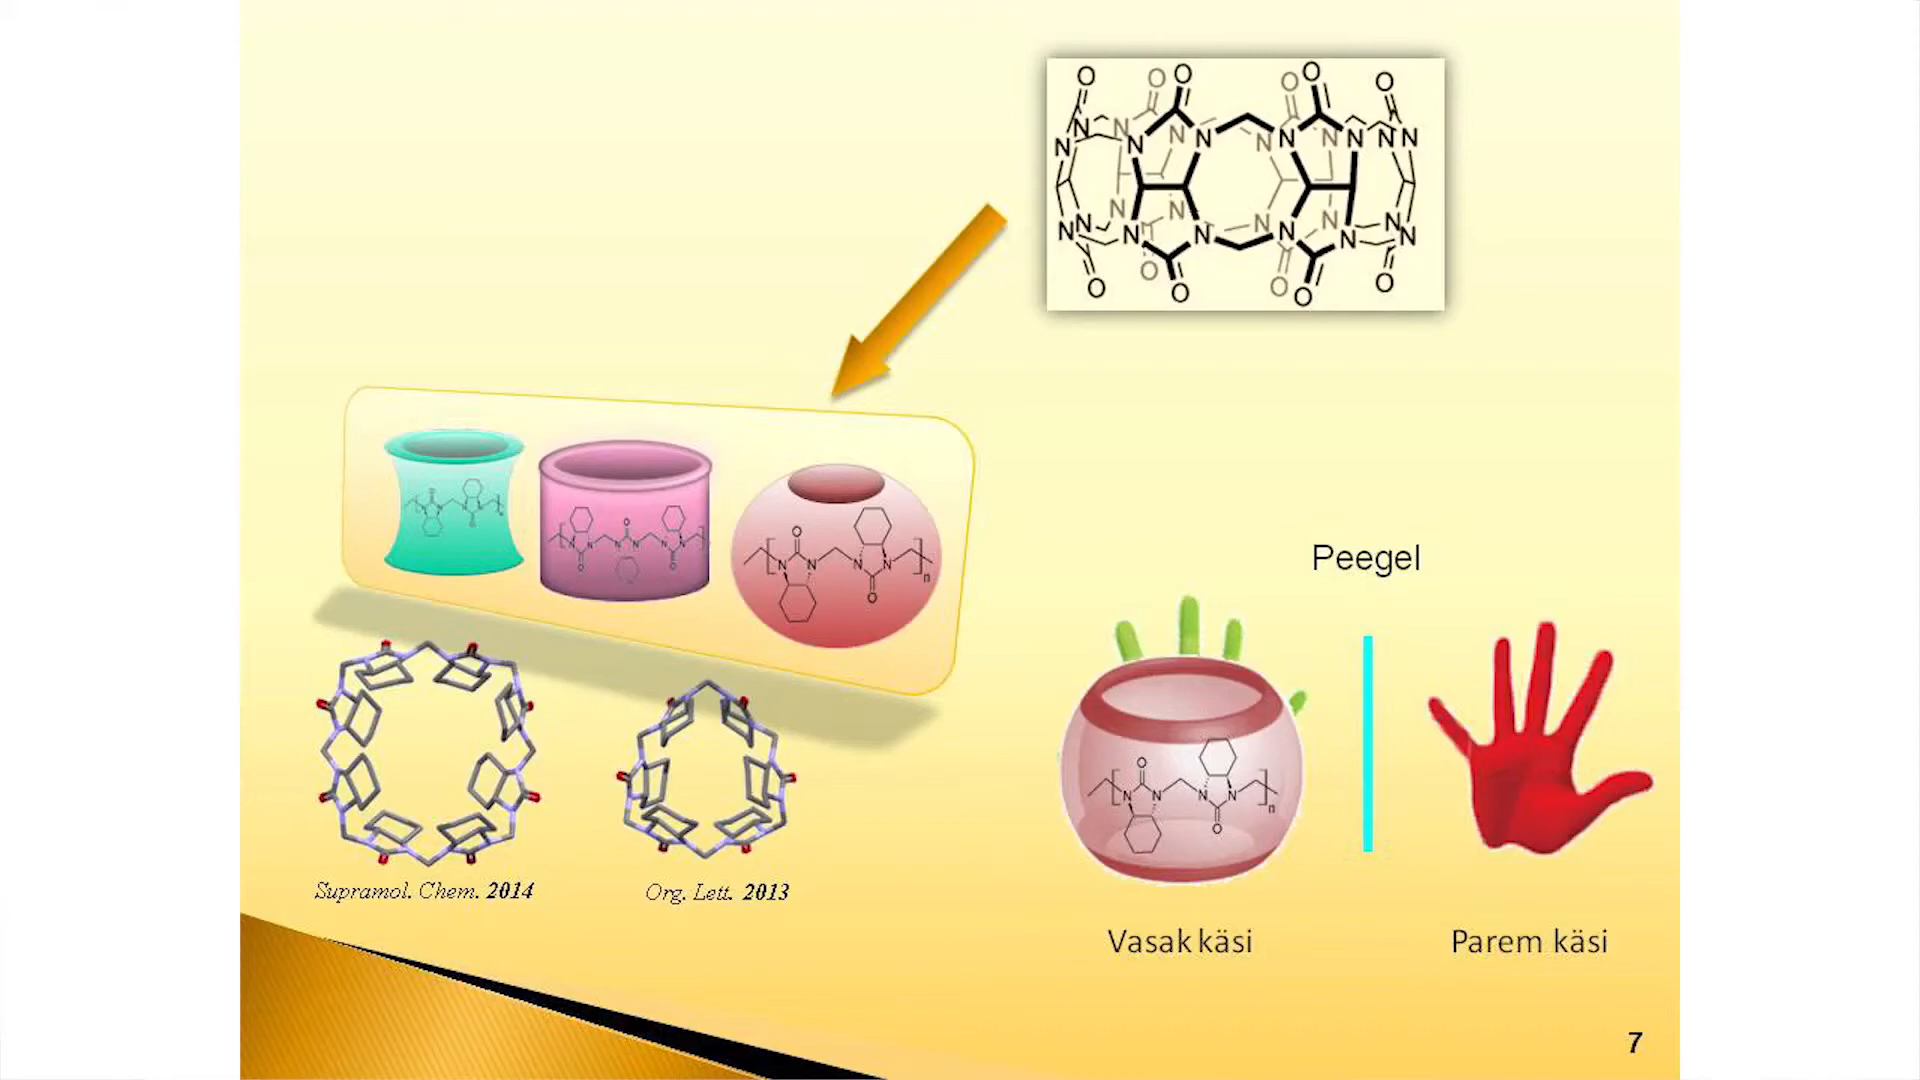 Peegel
Supramol. Chem. 2014
Org. Lett. 2013
Vasak käsi
Parem käsi
7